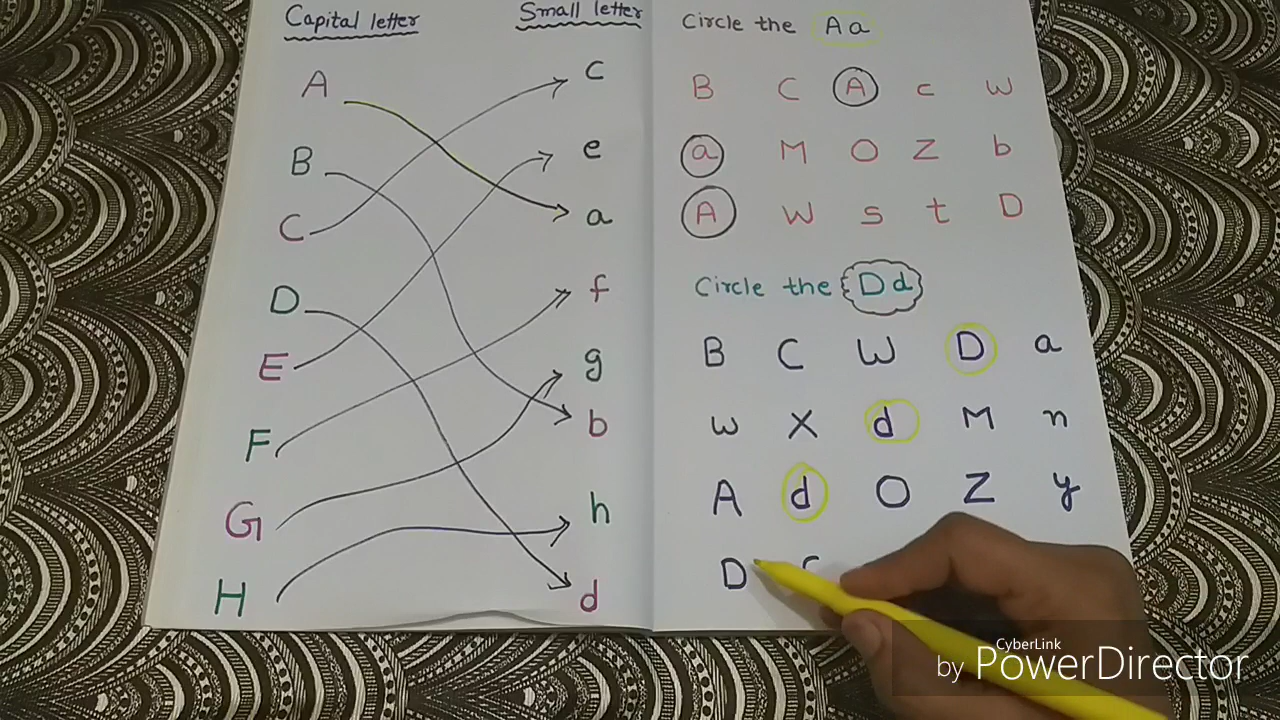 Capital letter
Small letter
A c
B e
C a
D f
E g
F b
G h
H d
Circle the Aa
B C A c w
a M O Z b
A W s t D
Circle the Dd
B C W D a
w X d M n
A d O Z y
D
CyberLink
by PowerDirector